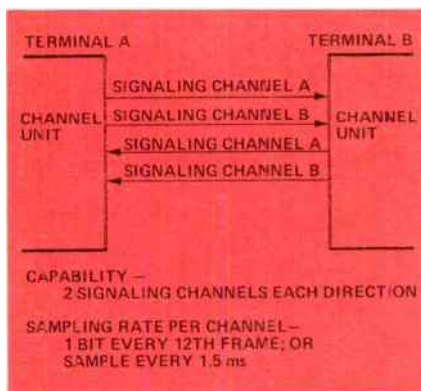 TERMINAL A
TERMINAL B
SIGNALING CHANNEL A
CHANNEL UNIT
SIGNALING CHANNEL B
SIGNALING CHANNEL A
SIGNALING CHANNEL B
CHANNEL UNIT
CAPABILITY –
2 SIGNALING CHANNELS EACH DIRECTION
SAMPLING RATE PER CHANNEL–
1 BIT EVERY 12TH FRAME; OR
SAMPLE EVERY 1.5 ms